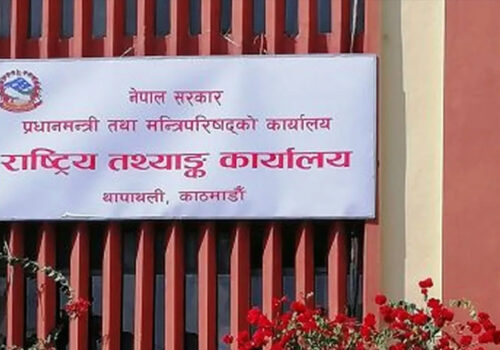 नेपाल सरकार
प्रधानमन्त्री तथा मन्त्रिपरिषद्को कार्यालय
राष्ट्रिय तथ्याङ्क कार्यालय
थापाथली, काठमाडौँ